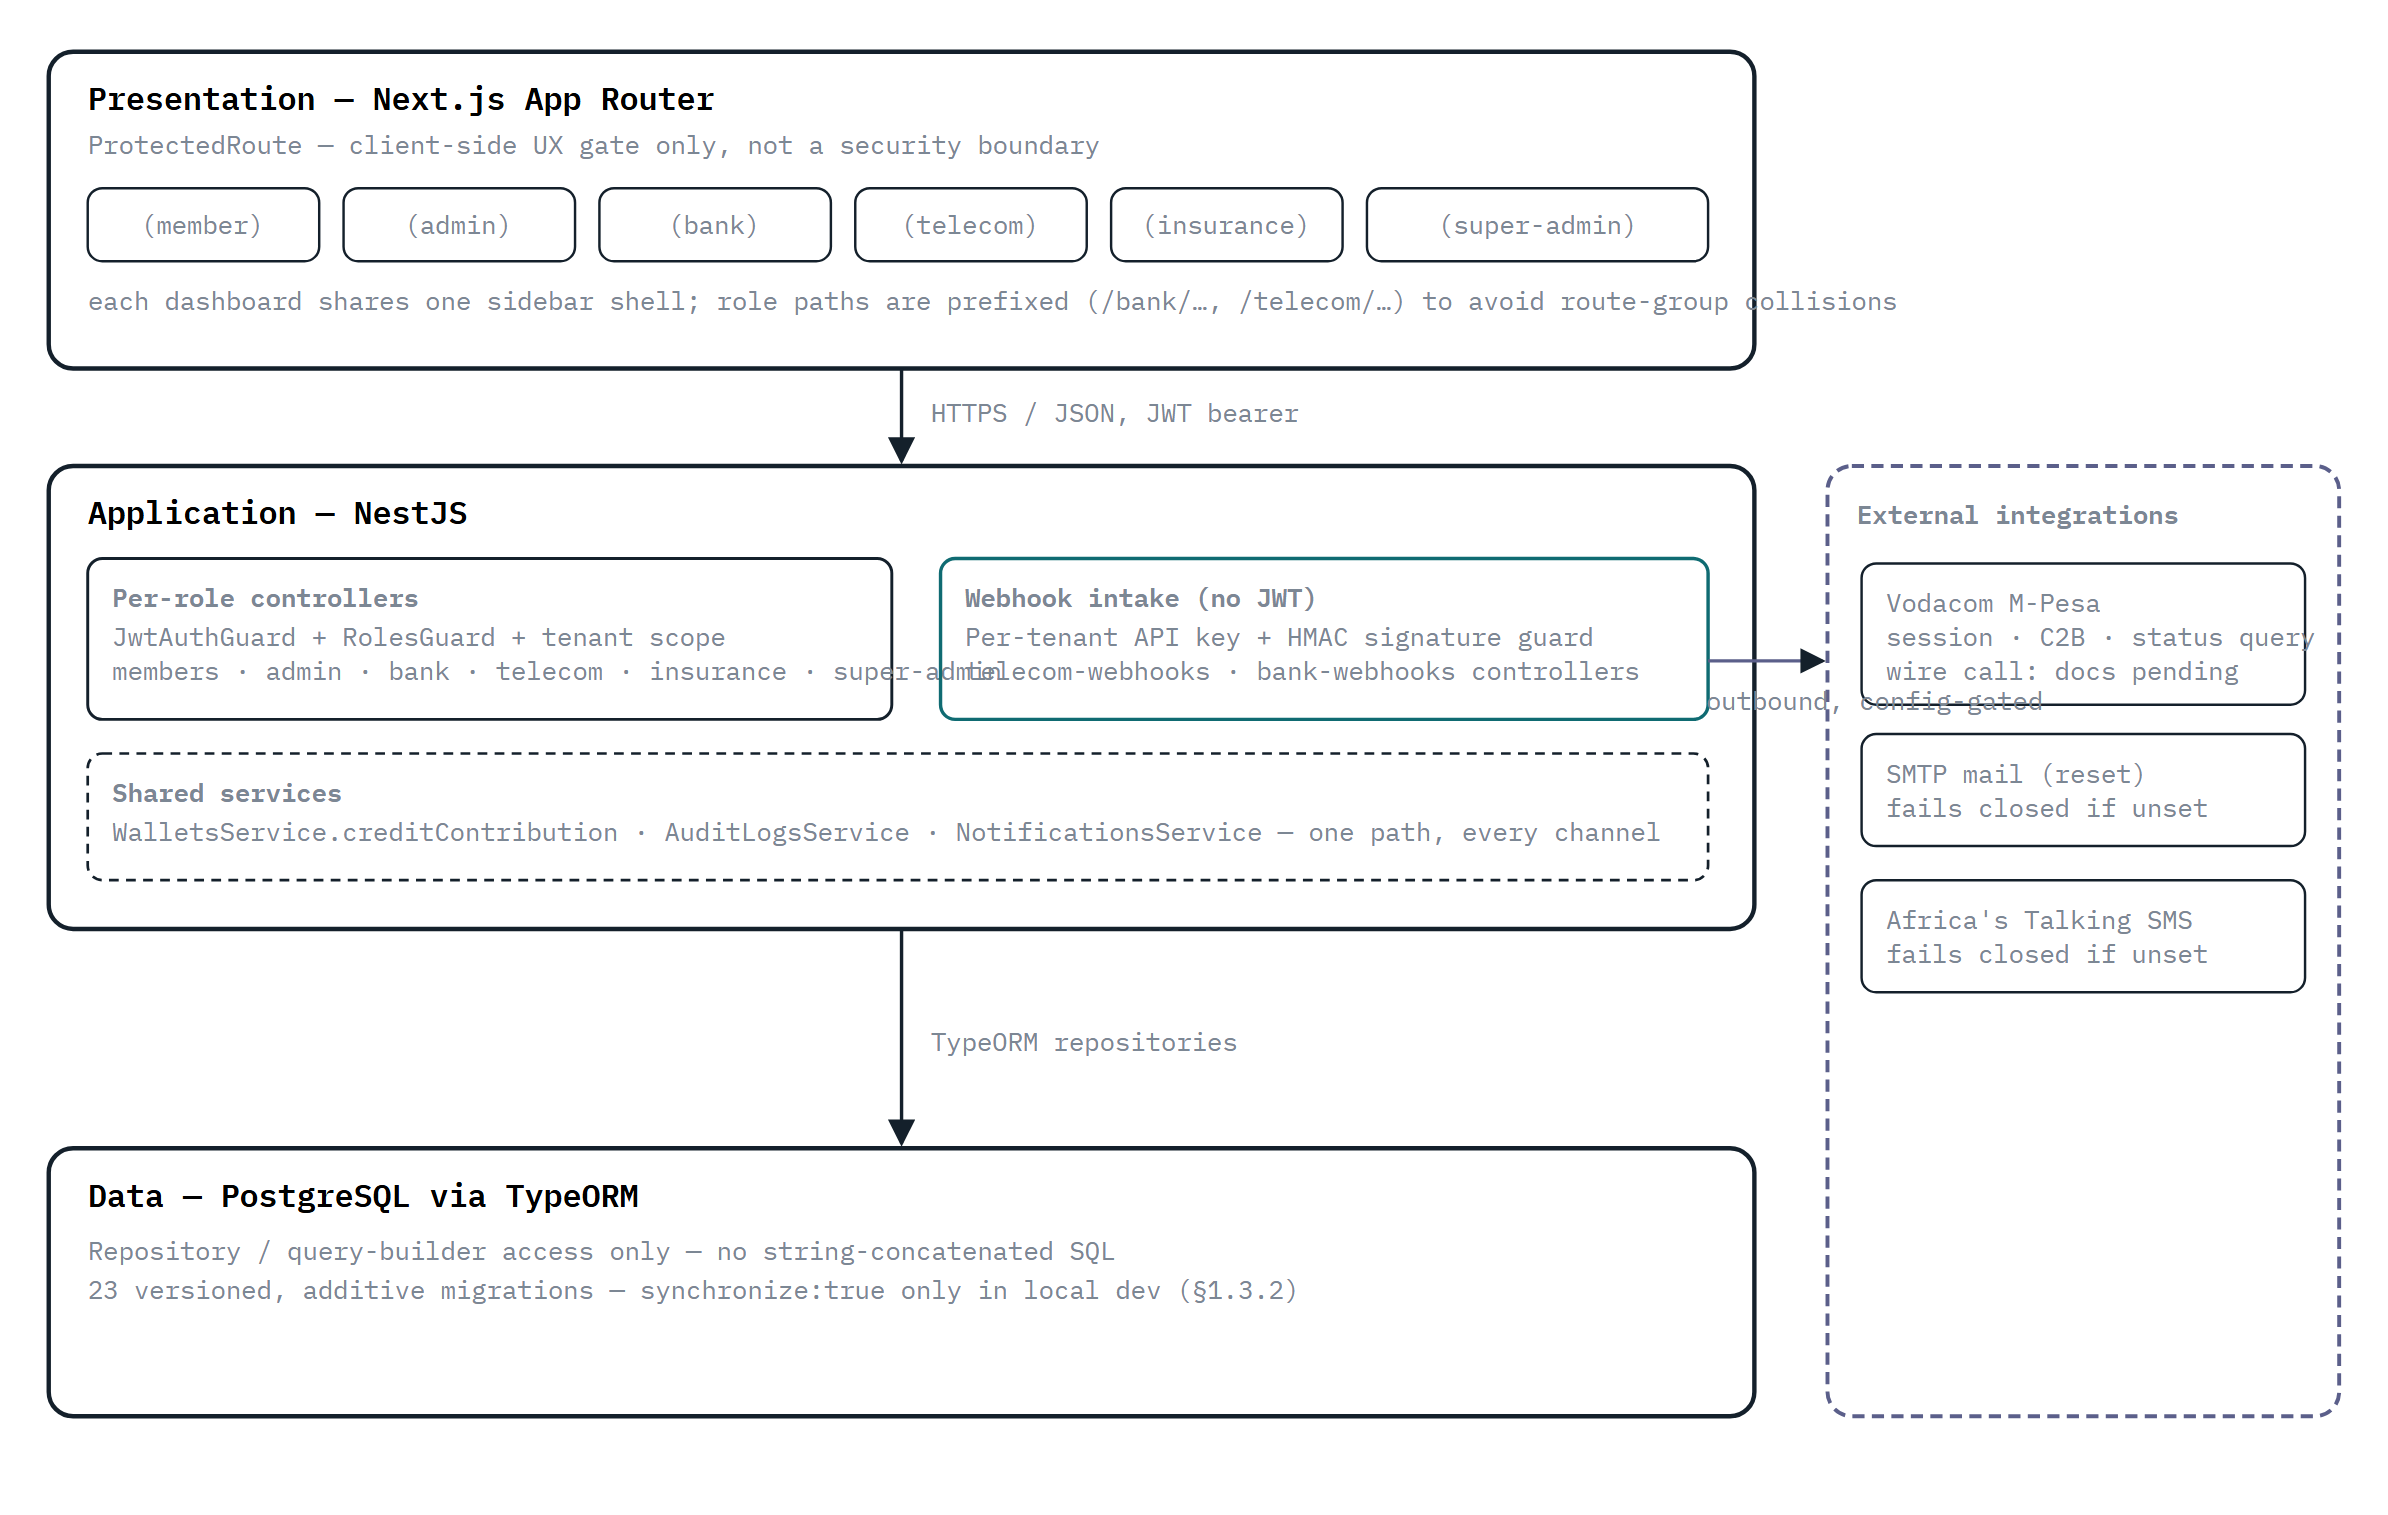 Presentation — Next.js App Router
ProtectedRoute — client-side UX gate only, not a security boundary
(member)
(admin)
(bank)
(telecom)
(insurance)
(super-admin)
each dashboard shares one sidebar shell; role paths are prefixed (/bank/…, /telecom/…) to avoid route-group collisions
HTTPS / JSON, JWT bearer
Application — NestJS
Per-role controllers
JwtAuthGuard + RolesGuard + tenant scope
members · admin · bank · telecom · insurance · super-admin
Webhook intake (no JWT)
Per-tenant API key + HMAC signature guard
telecom-webhooks · bank-webhooks controllers
Shared services
WalletsService.creditContribution · AuditLogsService · NotificationsService — one path, every channel
outbound, config-gated
External integrations
Vodacom M-Pesa
session · C2B · status query
wire call: docs pending
SMTP mail (reset)
fails closed if unset
Africa's Talking SMS
fails closed if unset
TypeORM repositories
Data — PostgreSQL via TypeORM
Repository / query-builder access only — no string-concatenated SQL
23 versioned, additive migrations — synchronize:true only in local dev (§1.3.2)